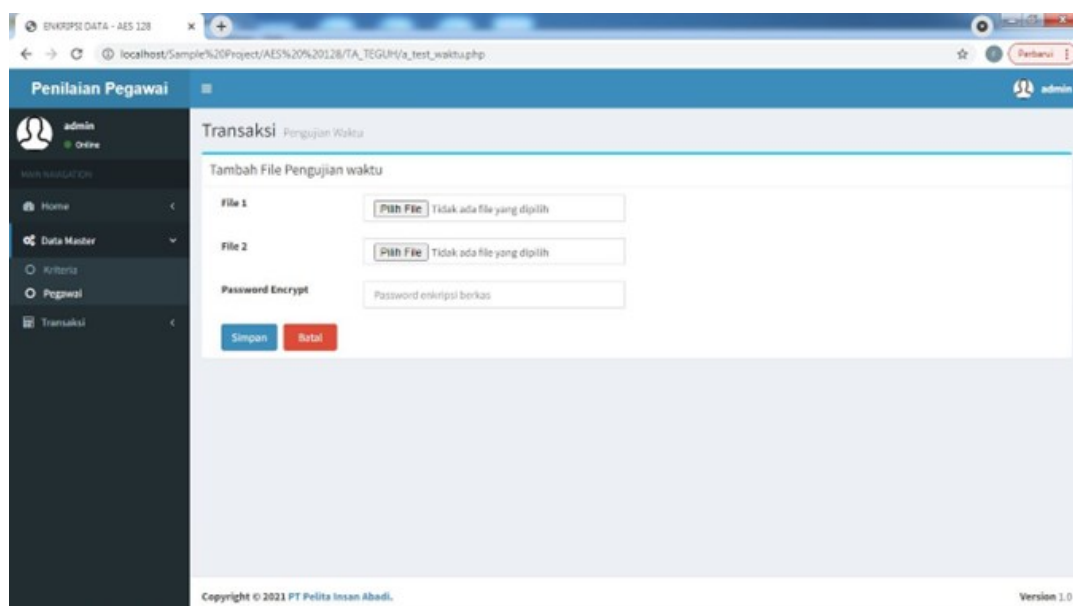 ENKRIPSI DATA - AES 128
localhost/Sample%20Project/AES%20%20128/TA_TEGUH/a_test_waktu.php
Perbarui
Penilaian Pegawai
admin
admin
Online
MAIN NAVIGATION
Home
Data Master
Kriteria
Pegawai
Transaksi
Transaksi Pengujian Waktu
Tambah File Pengujian waktu
File 1
Pilih File Tidak ada file yang dipilih
File 2
Pilih File Tidak ada file yang dipilih
Password Encrypt
Password enkripsi berkas
Simpan Batal
Copyright © 2021 PT Pelita Insan Abadi.
Version 1.0